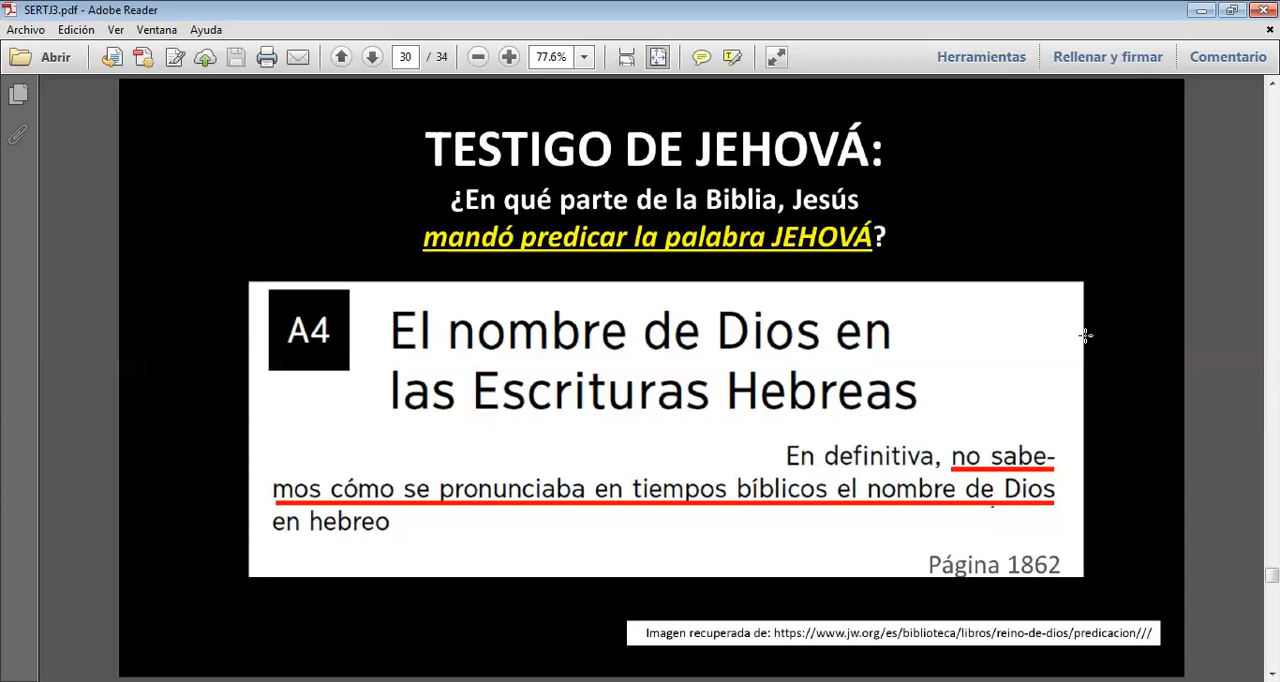 SERTJ3.pdf - Adobe Reader
Archivo Edición Ver Ventana Ayuda
Abrir 30 / 34 77.6% Herramientas Rellenar y firmar Comentario
TESTIGO DE JEHOVÁ:
¿En qué parte de la Biblia, Jesús
mandó predicar la palabra JEHOVÁ?
A4
El nombre de Dios en
las Escrituras Hebreas
En definitiva, no sabe-
mos cómo se pronunciaba en tiempos bíblicos el nombre de Dios
en hebreo
Página 1862
Imagen recuperada de: https://www.jw.org/es/biblioteca/libros/reino-de-dios/predicacion///